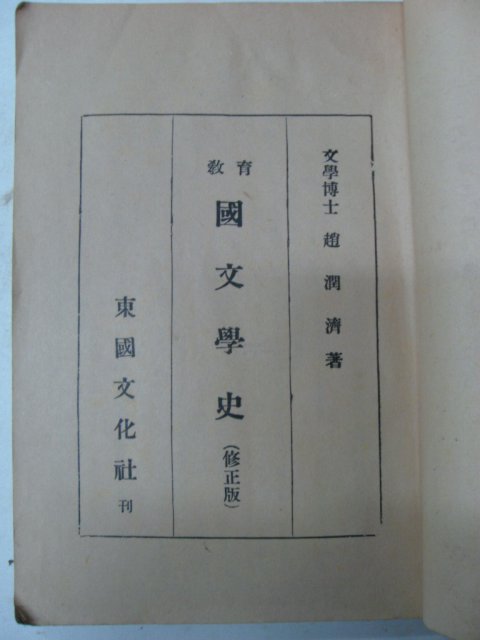 文學博士 趙潤濟 著
教育
國文學史
(修正版)
東國文化社 刊